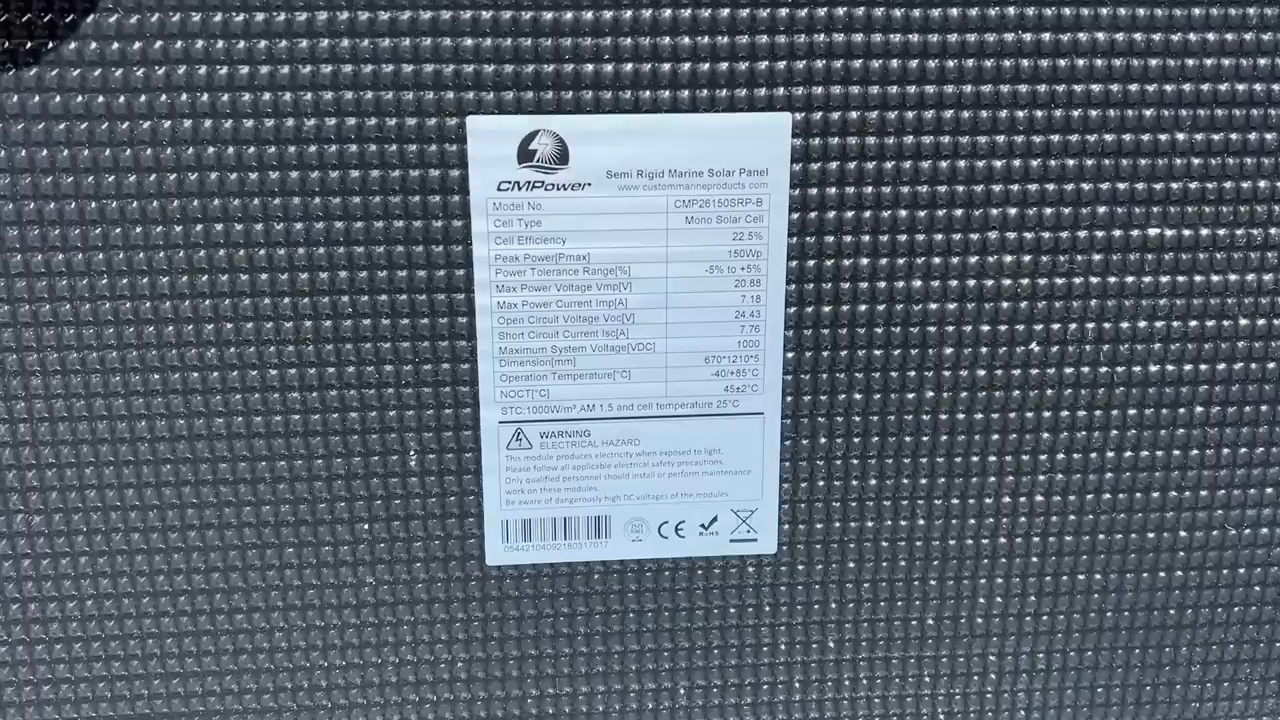 CMPower
Semi Rigid Marine Solar Panel
www.custommarineproducts.com
Model No. CMP26150SRP-B
Cell Type Mono Solar Cell
Cell Efficiency 22.5%
Peak Power[Pmax] 150Wp
Power Tolerance Range[%] -5% to +5%
Max Power Voltage Vmp[V] 20.88
Max Power Current Imp[A] 7.18
Open Circuit Voltage Voc[V] 24.43
Short Circuit Current Isc[A] 7.76
Maximum System Voltage[VDC] 1000
Dimension[mm] 670*1210*5
Operation Temperature[°C] -40/+85°C
NOCT[°C] 45±2°C
STC:1000W/m²,AM 1.5 and cell temperature 25°C
WARNING
ELECTRICAL HAZARD
This module produces electricity when exposed to light.
Please follow all applicable electrical safety precautions.
Only qualified personnel should install or perform maintenance
work on these modules.
Be aware of dangerously high DC voltages of the modules
05442104092180317017
ISO
9001
CE
RoHS